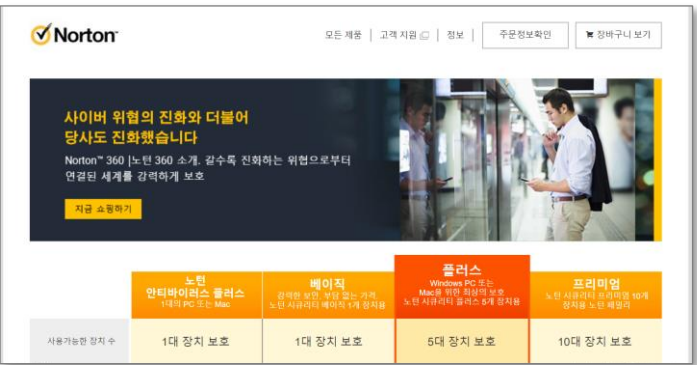 Norton
모든 제품 | 고객 지원 | 정보 | 주문정보확인 장바구니 보기
사이버 위협의 진화와 더불어
당사도 진화했습니다
Norton™ 360 |노턴 360 소개. 갈수록 진화하는 위협으로부터
연결된 세계를 강력하게 보호
지금 쇼핑하기
노턴 안티바이러스 플러스
1대의 PC 또는 Mac
베이직
강력한 보안, 부담 없는 가격,
노턴 시큐리티 베이직 1개 장치용
플러스
Windows PC 또는
Mac을 위한 최상의 보호
노턴 시큐리티 플러스 5개 장치용
프리미엄
노턴 시큐리티 프리미엄 10개
장치용 노턴 패밀리
사용가능한 장치 수 1대 장치 보호 1대 장치 보호 5대 장치 보호 10대 장치 보호